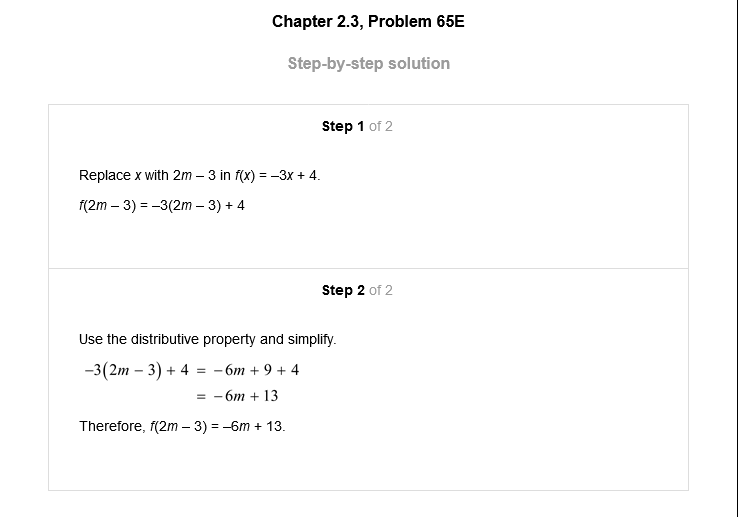 Chapter 2.3, Problem 65E
Step-by-step solution
Step 1 of 2
Replace x with 2m – 3 in f(x) = –3x + 4.
f(2m – 3) = –3(2m – 3) + 4
Step 2 of 2
Use the distributive property and simplify.
−3(2m − 3) + 4 = −6m + 9 + 4
= −6m + 13
Therefore, f(2m – 3) = –6m + 13.